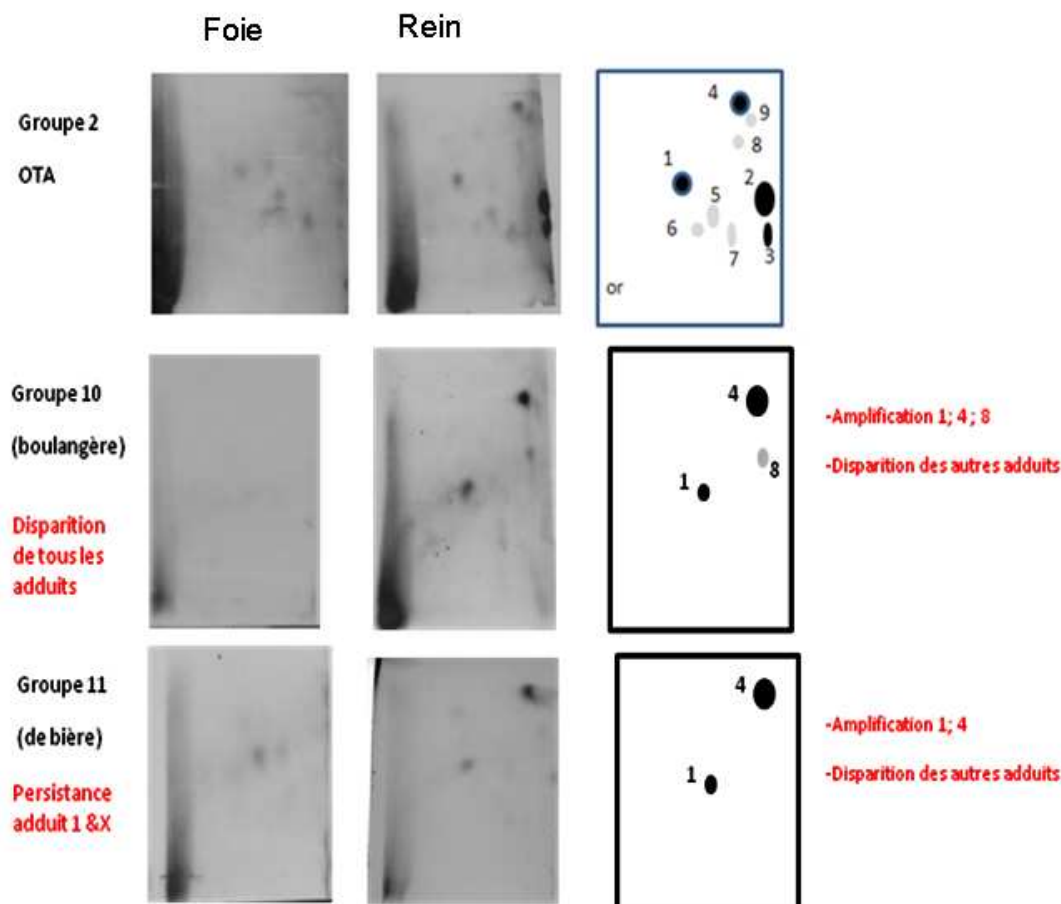 Foie
Rein
Groupe 2
OTA
4
9
8
1
2
5
6
7
3
or
Groupe 10
(boulangère)
Disparition
de tous les
adduits
4
8
1
-Amplification 1; 4 ; 8
-Disparition des autres adduits
Groupe 11
(de bière)
Persistance
adduit 1 &X
4
1
-Amplification 1; 4
-Disparition des autres adduits